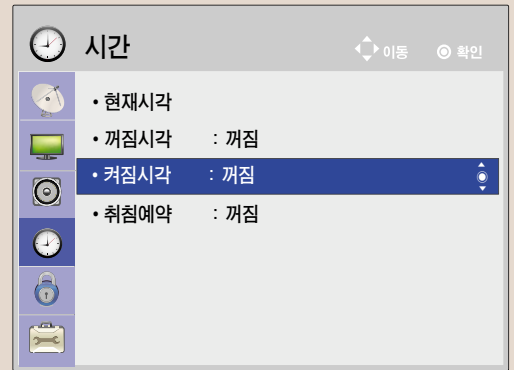 시간
이동 확인
• 현재시각
• 꺼짐시각 : 꺼짐
• 켜짐시각 : 꺼짐
• 취침예약 : 꺼짐